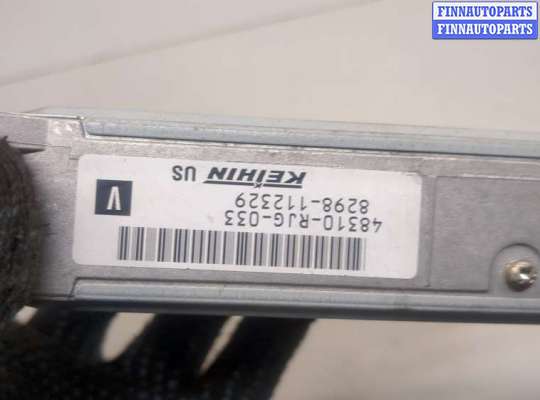 FINNAUTOPARTS
FINNAUTOPARTS
48310-RJG-033
8298-112329
KEIHIN US
V